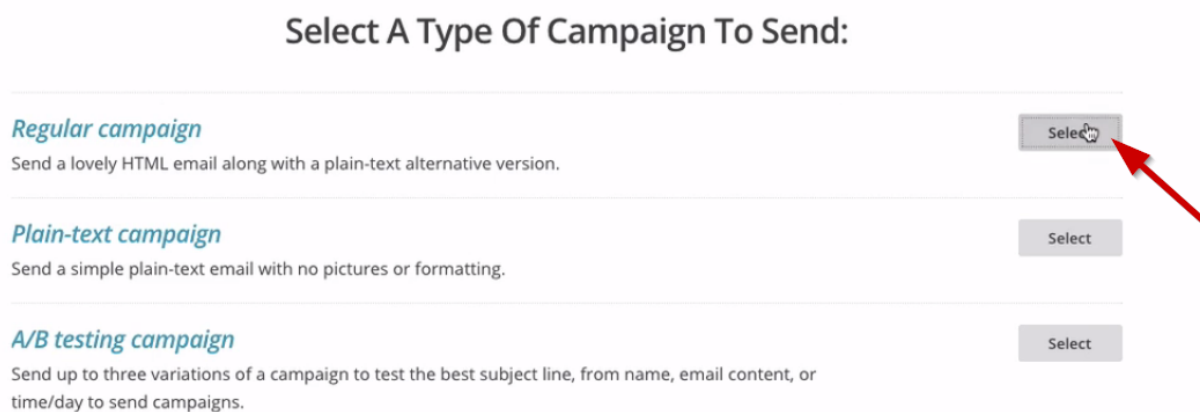 Select A Type Of Campaign To Send:
Regular campaign
Select
Send a lovely HTML email along with a plain-text alternative version.
Plain-text campaign
Select
Send a simple plain-text email with no pictures or formatting.
A/B testing campaign
Select
Send up to three variations of a campaign to test the best subject line, from name, email content, or
time/day to send campaigns.